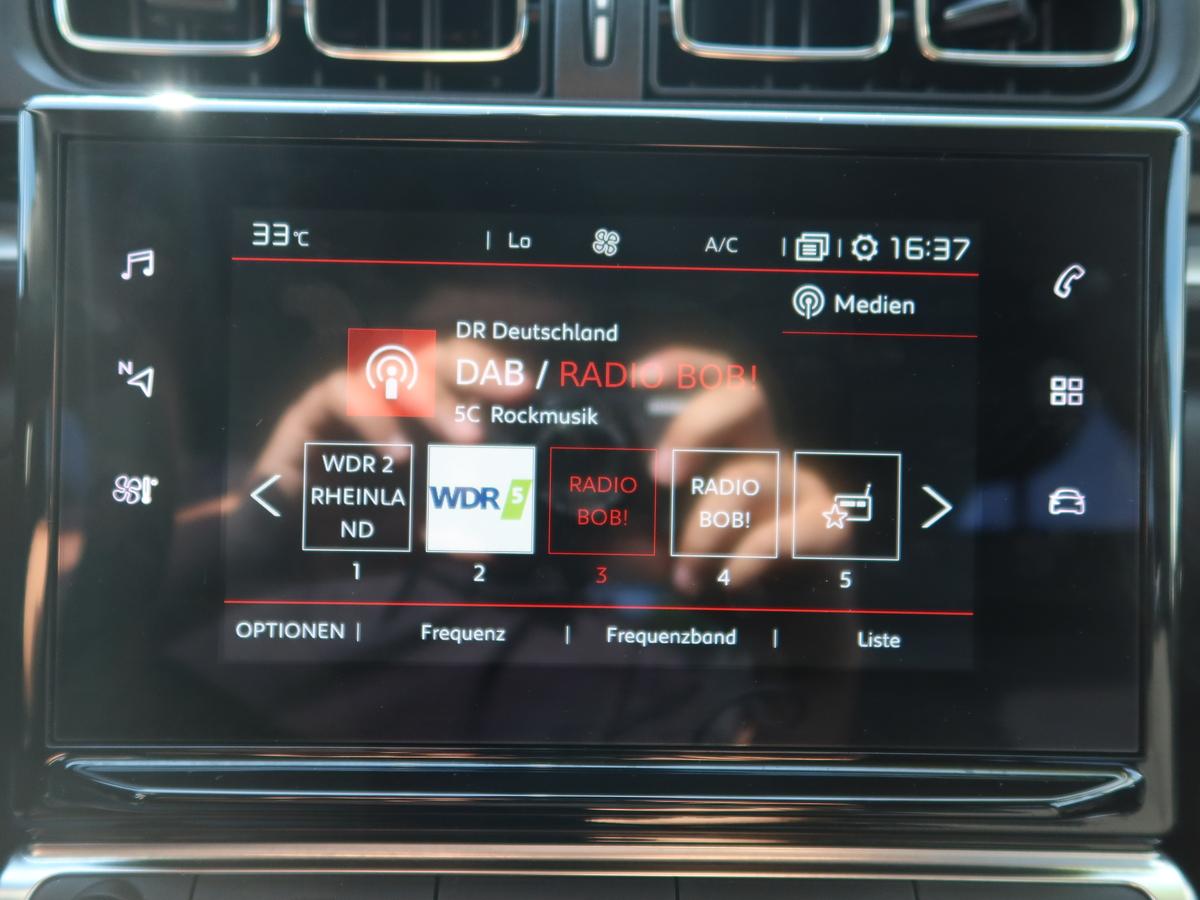 33°C | Lo A/C | | 16:37
Medien
DR Deutschland
DAB / RADIO BOB!
5C Rockmusik
N
WDR 2
RHEINLA
ND
WDR 5
RADIO
BOB!
RADIO
BOB!
1 2 3 4 5
OPTIONEN | Frequenz | Frequenzband | Liste